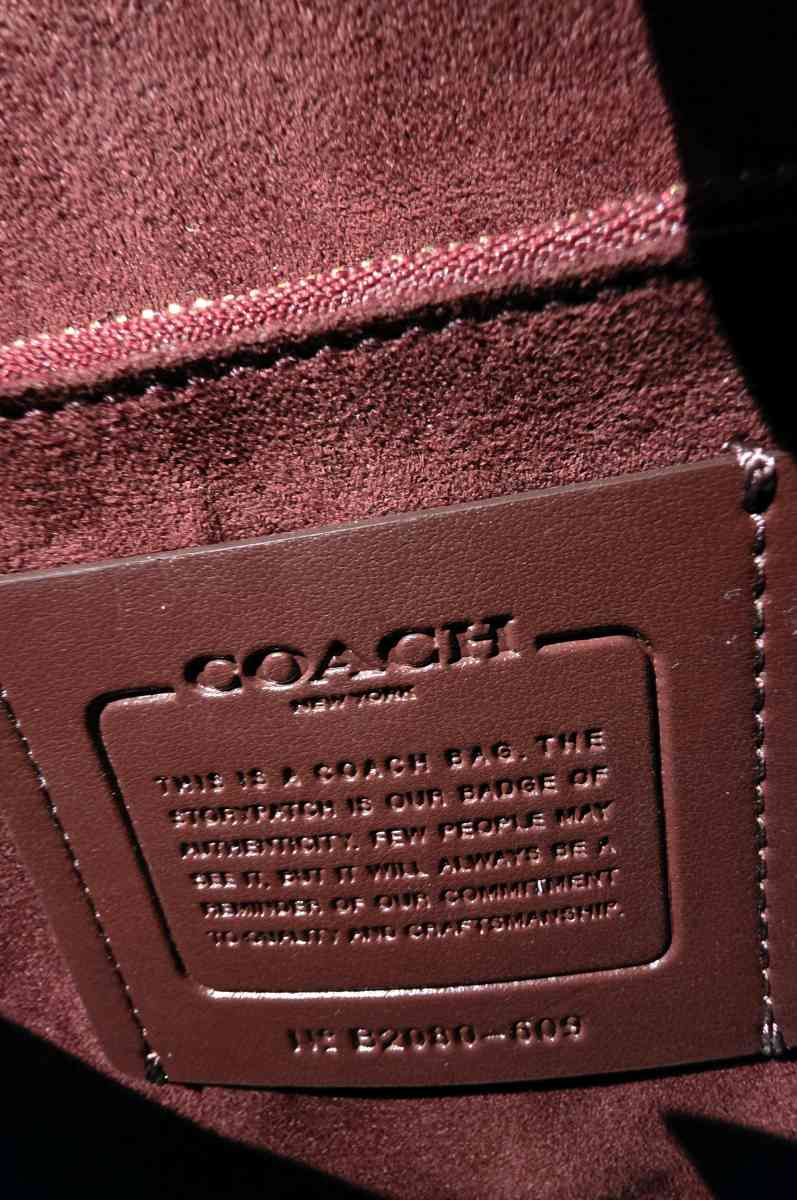 COACH
NEW YORK
THIS IS A COACH BAG. THE
STORYPATCH IS OUR BADGE OF
AUTHENTICITY. FEW PEOPLE MAY
SEE IT, BUT IT WILL ALWAYS BE A
REMINDER OF OUR COMMITMENT
TO QUALITY AND CRAFTSMANSHIP.
Nº B2080-609